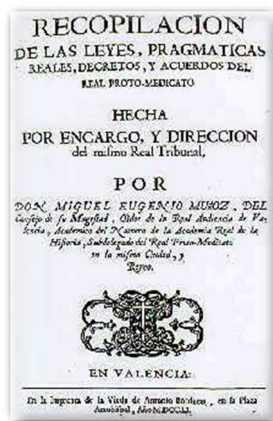 RECOPILACION
DE LAS LEYES, PRAGMATICAS
REALES, DECRETOS, Y ACUERDOS DEL
REAL PROTO-MEDICATO
HECHA
POR ENCARGO, Y DIRECCION
del mismo Real Tribunal,
POR
DON MIGUEL EUGENIO MUñOZ, DEL
Consejo de su Magestad, Oidor de la Real Audiencia de Va-
lencia, Academico del Numero de la Academia Real de la
Historia, Subdelegado del Real Proto-Medicato
en la misma Ciudad, y
Reyno.
EN VALENCIA:
En la Imprenta de la Viuda de Antonio Bordazar, en la Plaza
Arzobispal, Año MDCCLI.